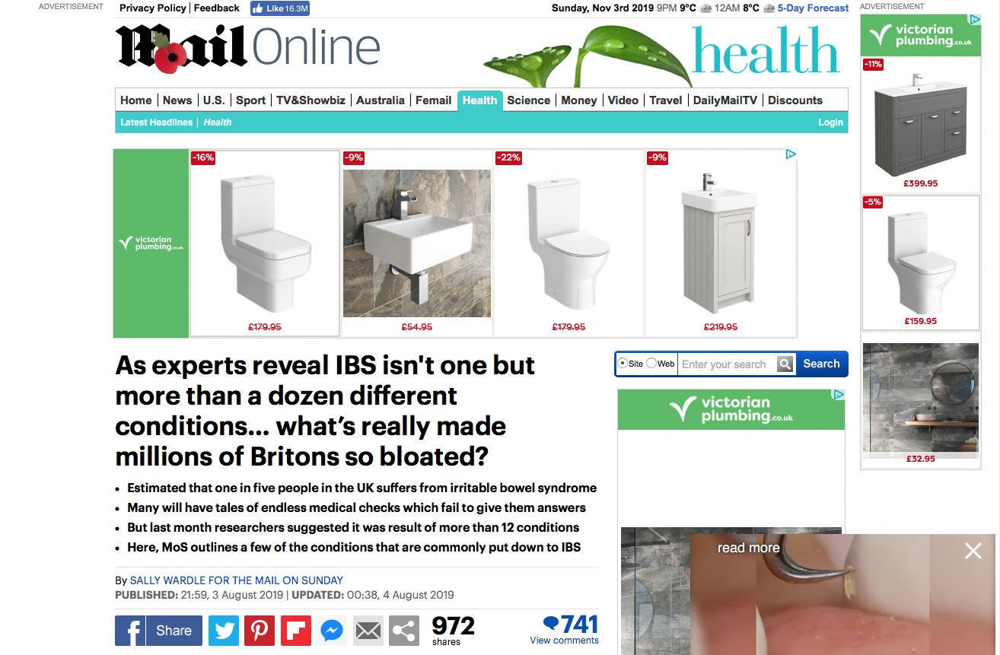 ADVERTISEMENT
Privacy Policy | Feedback
Like 16.3M
Sunday, Nov 3rd 2019 9PM 9°C 12AM 8°C 5-Day Forecast
ADVERTISEMENT
Mail Online
health
Home News U.S. Sport TV&Showbiz Australia Femail Health Science Money Video Travel DailyMailTV Discounts
Latest Headlines Health
Login
victorian
plumbing.co.uk
-16%
£179.95
-9%
£54.95
-22%
£179.95
-9%
£219.95
victorian
plumbing.co.uk
-11%
£399.95
-5%
£159.95
£32.95
As experts reveal IBS isn't one but
more than a dozen different
conditions... what's really made
millions of Britons so bloated?
Site Web Enter your search Search
victorian
plumbing.co.uk
• Estimated that one in five people in the UK suffers from irritable bowel syndrome
• Many will have tales of endless medical checks which fail to give them answers
• But last month researchers suggested it was result of more than 12 conditions
• Here, MoS outlines a few of the conditions that are commonly put down to IBS
By SALLY WARDLE FOR THE MAIL ON SUNDAY
PUBLISHED: 21:59, 3 August 2019 | UPDATED: 00:38, 4 August 2019
Share
972
shares
741
View comments
read more